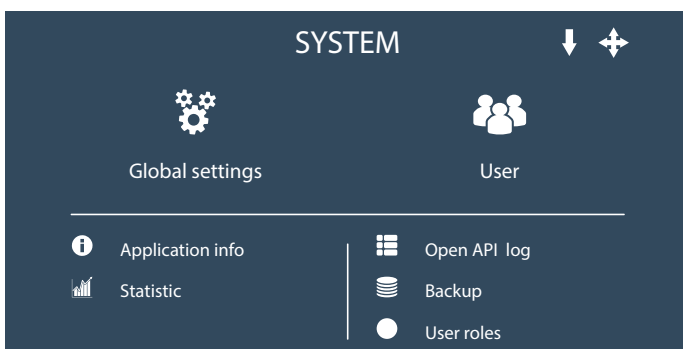 SYSTEM
Global settings
User
Application info
Statistic
Open API log
Backup
User roles